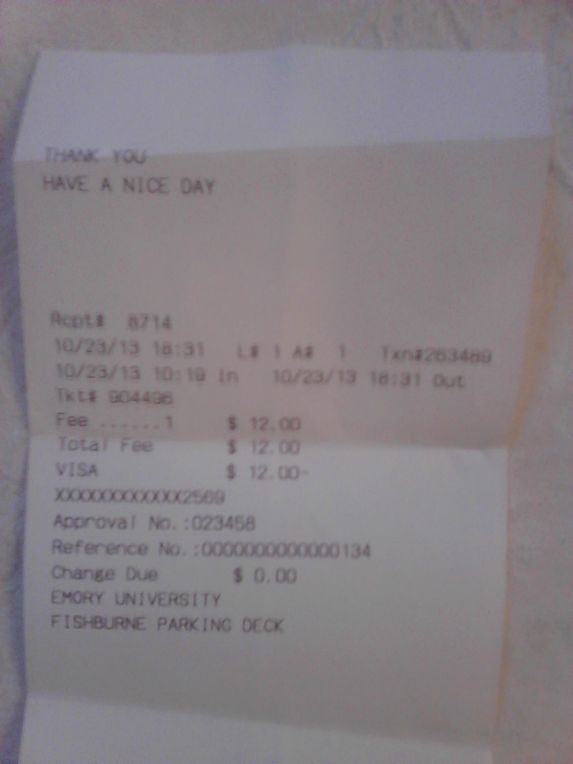 THANK YOU
HAVE A NICE DAY
Rcpt# 8714
10/23/13 18:31 L# 1 A# 1 Txn#263489
10/23/13 10:19 In 10/23/13 18:31 Out
Tkt# 904496
Fee ......1 $ 12.00
Total Fee $ 12.00
VISA $ 12.00-
XXXXXXXXXXXX2569
Approval No.:023458
Reference No.:0000000000000134
Change Due $ 0.00
EMORY UNIVERSITY
FISHBURNE PARKING DECK